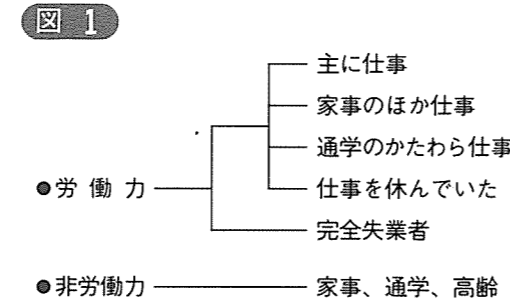 図 1
主に仕事
家事のほか仕事
通学のかたわら仕事
●労働力
仕事を休んでいた
完全失業者
●非労働力
家事、通学、高齢